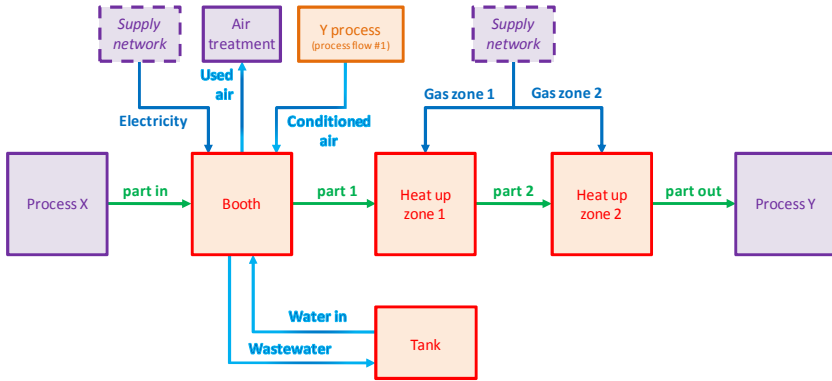 Supply
network
Air
treatment
Y process
(process flow #1)
Supply
network
Used
air
Gas zone 1
Gas zone 2
Electricity
Conditioned
air
Process X
part in
Booth
part 1
Heat up
zone 1
part 2
Heat up
zone 2
part out
Process Y
Water in
Wastewater
Tank